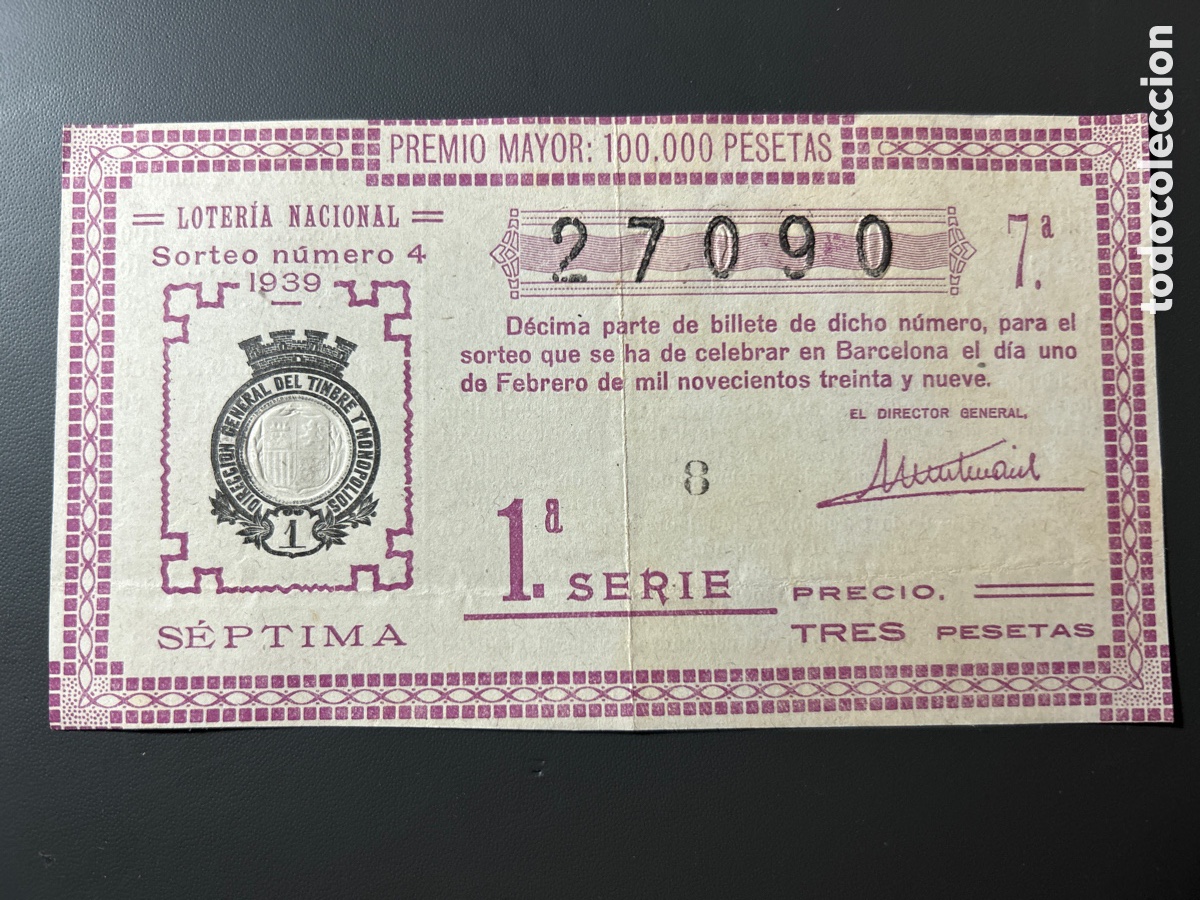 PREMIO MAYOR: 100.000 PESETAS
LOTERÍA NACIONAL
Sorteo número 4
1939
27090
7.ª
Décima parte de billete de dicho número, para el
sorteo que se ha de celebrar en Barcelona el día uno
de Febrero de mil novecientos treinta y nueve.
EL DIRECTOR GENERAL,
DIRECCION GENERAL DEL TIMBRE Y MONOPOLIOS
1
8
1.ª SERIE
PRECIO.
TRES PESETAS
SÉPTIMA
todocoleccion